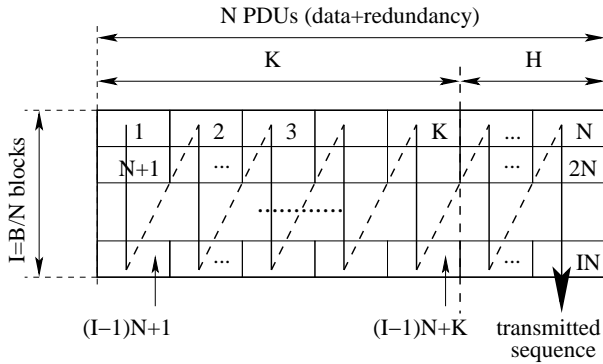 N PDUs (data+redundancy)
K H
I=B/N blocks
1 2 3 K ... N
N+1 ... ... 2N
..............
... ... IN
(I−1)N+1 (I−1)N+K transmitted
sequence